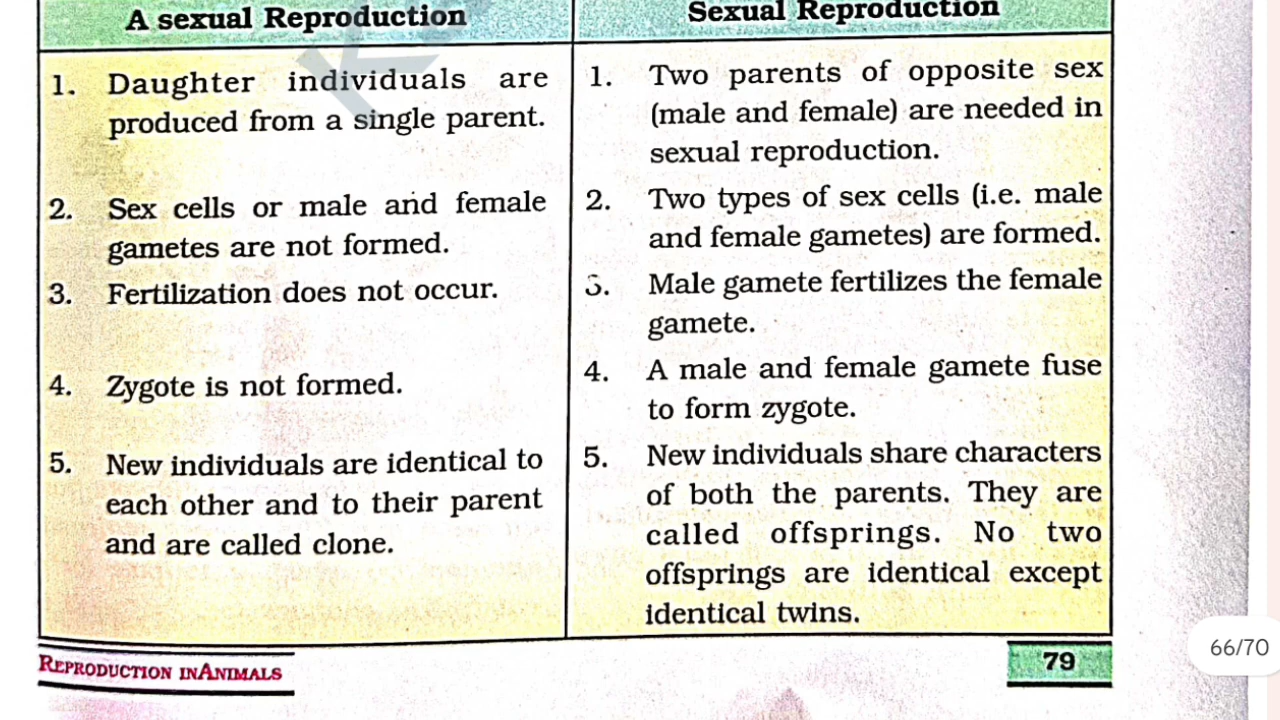 A sexual Reproduction
Sexual Reproduction
1. Daughter individuals are
produced from a single parent.
1. Two parents of opposite sex
(male and female) are needed in
sexual reproduction.
2. Sex cells or male and female
gametes are not formed.
2. Two types of sex cells (i.e. male
and female gametes) are formed.
3. Fertilization does not occur.
3. Male gamete fertilizes the female
gamete.
4. Zygote is not formed.
4. A male and female gamete fuse
to form zygote.
5. New individuals are identical to
each other and to their parent
and are called clone.
5. New individuals share characters
of both the parents. They are
called offsprings. No two
offsprings are identical except
identical twins.
REPRODUCTION INANIMALS
79
66/70